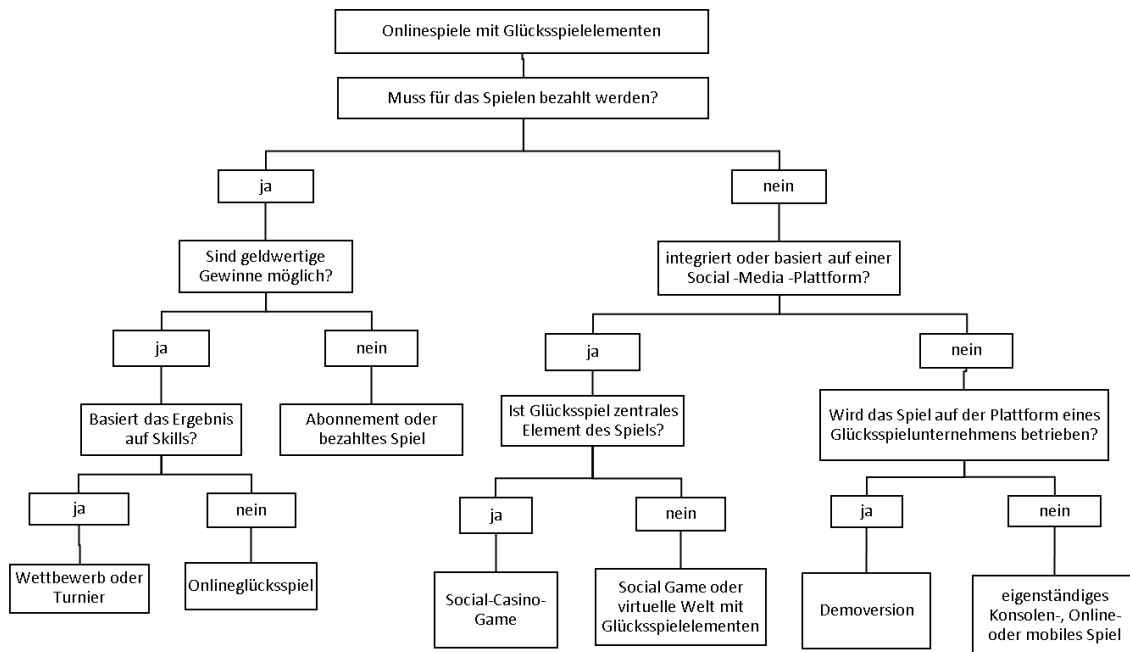 Onlinespiele mit Glücksspielelementen
Muss für das Spielen bezahlt werden?
ja
nein
Sind geldwertige
Gewinne möglich?
integriert oder basiert auf einer
Social -Media -Plattform?
ja
nein
ja
nein
Basiert das Ergebnis
auf Skills?
Abonnement oder
bezahltes Spiel
Ist Glücksspiel zentrales
Element des Spiels?
Wird das Spiel auf der Plattform eines
Glücksspielunternehmens betrieben?
ja
nein
ja
nein
ja
nein
Wettbewerb oder
Turnier
Onlineglücksspiel
Social-Casino-
Game
Social Game oder
virtuelle Welt mit
Glücksspielelementen
Demoversion
eigenständiges
Konsolen-, Online-
oder mobiles Spiel